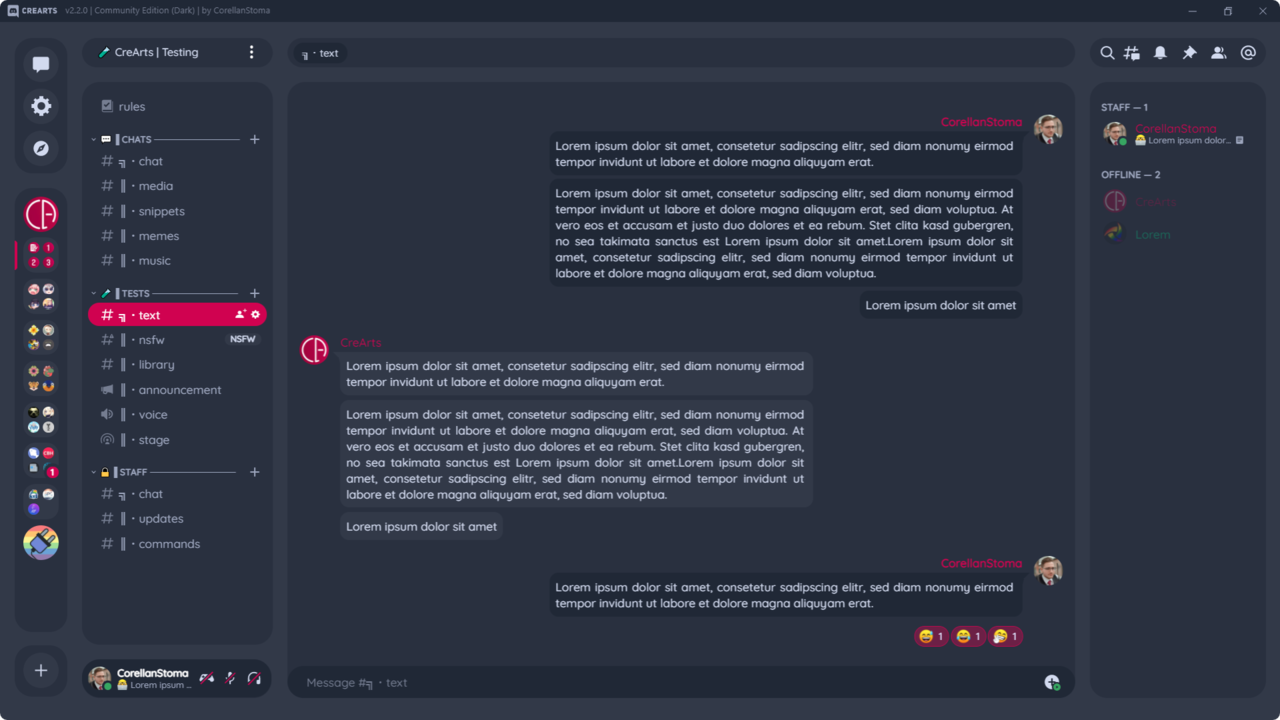 CREARTS v2.2.0 | Community Edition (Dark) | by CorellanStoma
CreArts | Testing
╗・text
rules
CHATS
╗・chat
║・media
║・snippets
║・memes
║・music
TESTS
╗・text
║・nsfw NSFW
║・library
║・announcement
║・voice
║・stage
STAFF
╗・chat
║・updates
║・commands
CorellanStoma
Lorem ipsum ...
1
2 3
1
CorellanStoma
Lorem ipsum dolor sit amet, consetetur sadipscing elitr, sed diam nonumy eirmod
tempor invidunt ut labore et dolore magna aliquyam erat.
Lorem ipsum dolor sit amet, consetetur sadipscing elitr, sed diam nonumy eirmod
tempor invidunt ut labore et dolore magna aliquyam erat, sed diam voluptua. At
vero eos et accusam et justo duo dolores et ea rebum. Stet clita kasd gubergren,
no sea takimata sanctus est Lorem ipsum dolor sit amet.Lorem ipsum dolor sit
amet, consetetur sadipscing elitr, sed diam nonumy eirmod tempor invidunt ut
labore et dolore magna aliquyam erat, sed diam voluptua.
Lorem ipsum dolor sit amet
CreArts
Lorem ipsum dolor sit amet, consetetur sadipscing elitr, sed diam nonumy eirmod
tempor invidunt ut labore et dolore magna aliquyam erat.
Lorem ipsum dolor sit amet, consetetur sadipscing elitr, sed diam nonumy eirmod
tempor invidunt ut labore et dolore magna aliquyam erat, sed diam voluptua. At
vero eos et accusam et justo duo dolores et ea rebum. Stet clita kasd gubergren,
no sea takimata sanctus est Lorem ipsum dolor sit amet.Lorem ipsum dolor sit
amet, consetetur sadipscing elitr, sed diam nonumy eirmod tempor invidunt ut
labore et dolore magna aliquyam erat, sed diam voluptua.
Lorem ipsum dolor sit amet
CorellanStoma
Lorem ipsum dolor sit amet, consetetur sadipscing elitr, sed diam nonumy eirmod
tempor invidunt ut labore et dolore magna aliquyam erat.
1 1 1
Message #╗・text
STAFF — 1
CorellanStoma
Lorem ipsum dolor...
OFFLINE — 2
CreArts
Lorem